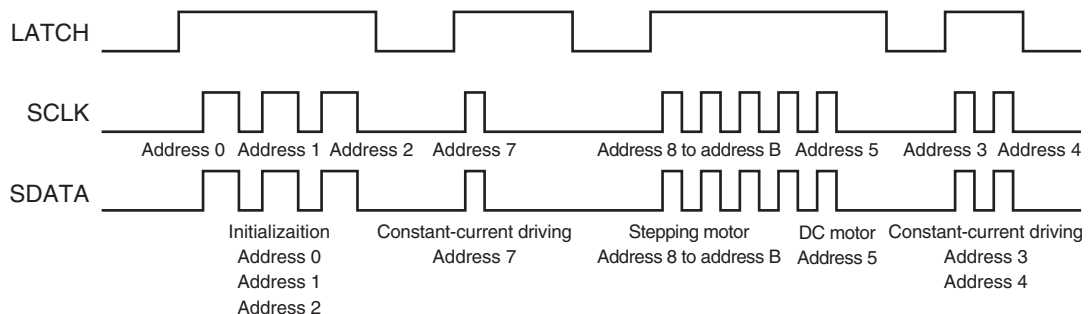 LATCH
SCLK
Address 0 Address 1 Address 2 Address 7 Address 8 to address B Address 5 Address 3 Address 4
SDATA
Initializaition Constant-current driving Stepping motor DC motor Constant-current driving
Address 0 Address 7 Address 8 to address B Address 5 Address 3
Address 1 Address 4
Address 2